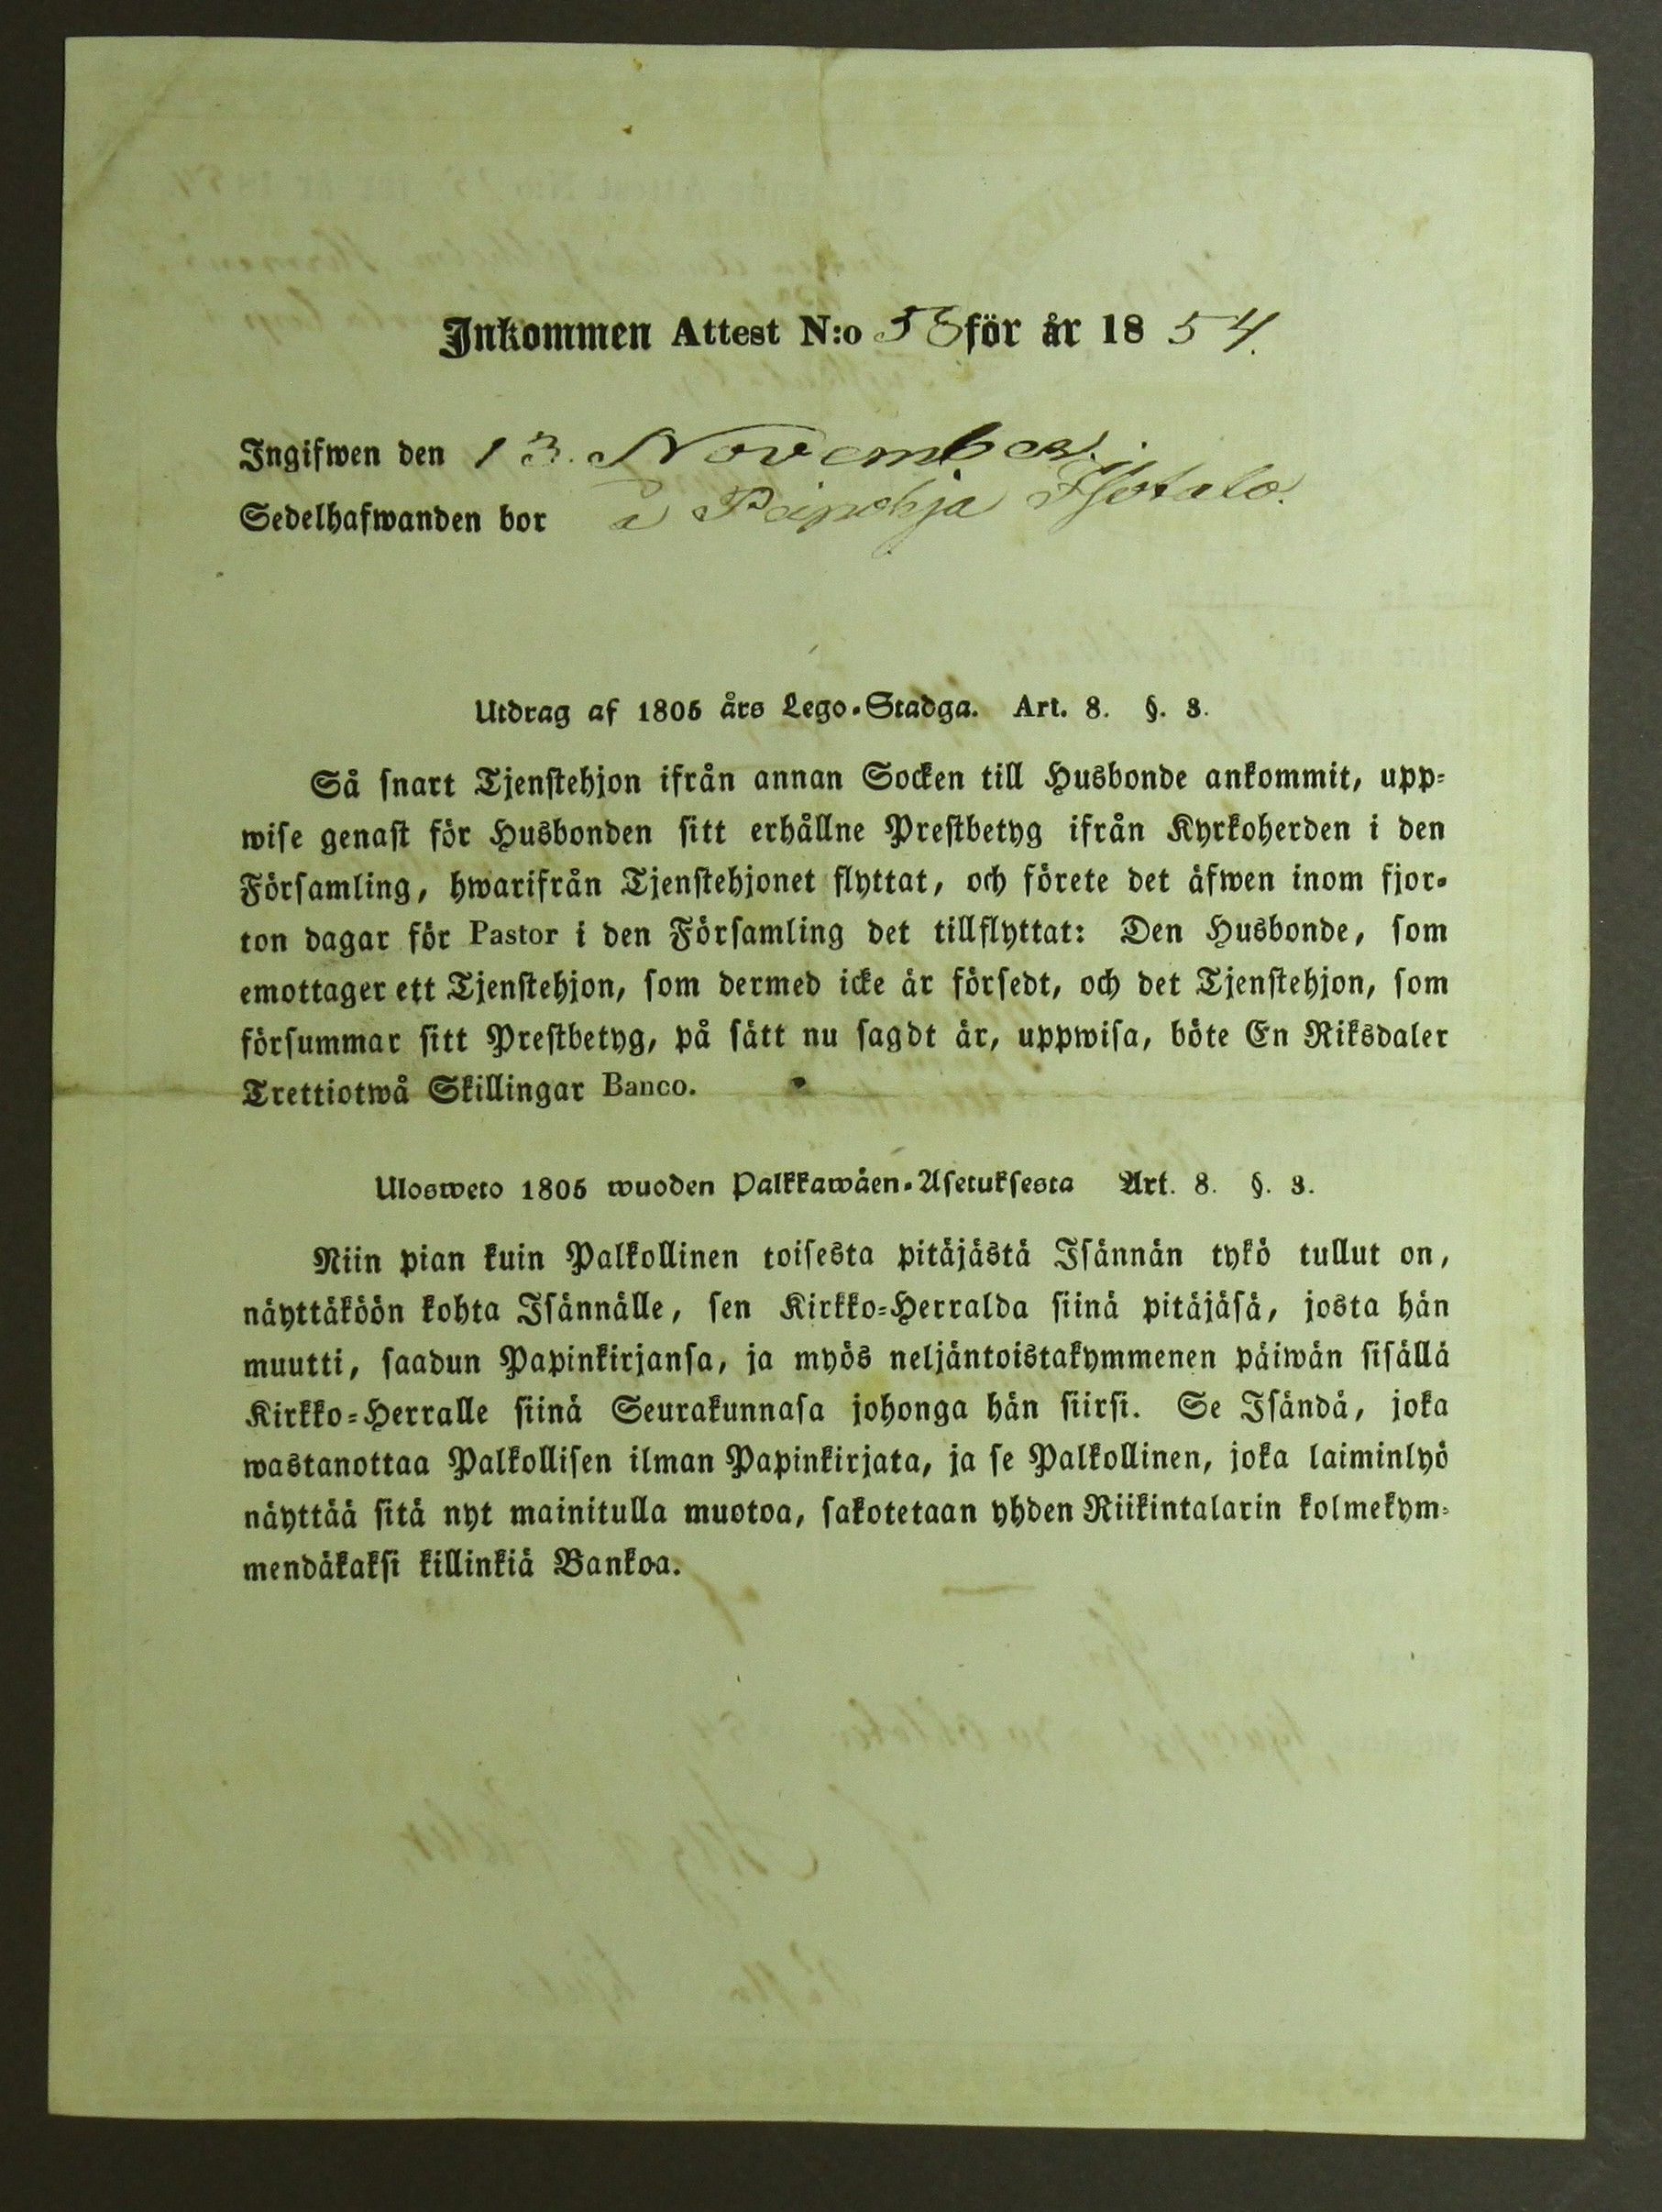 Inkommen Attest N:o 53 för år 1854.
Ingifwen den 13. November.
Sedelhafwanden bor å Päipohja Isotalo.
Utdrag af 1805 års Lego-Stadga. Art. 8. §. 3.
Så snart Tjenstehjon ifrån annan Socken till Husbonde ankommit, upp-
wise genast för Husbonden sitt erhållne Prestbetyg ifrån Kyrkoherden i den
Församling, hwarifrån Tjenstehjonet flyttat, och förete det äfwen inom fjor-
ton dagar för Pastor i den Församling det tillflyttat: Den Husbonde, som
emottager ett Tjenstehjon, som dermed icke är försedt, och det Tjenstehjon, som
försummar sitt Prestbetyg, på sätt nu sagdt är, uppwisa, böte En Riksdaler
Trettiotwå Skillingar Banco.
Ulosweto 1805 wuoden Palkkawäen-Asetuksesta Art. 8. §. 3.
Niin pian kuin Palkollinen toisesta pitäjästä Isännän tykö tullut on,
näyttäköön kohta Isännälle, sen Kirkko-Herralda siinä pitäjäsä, josta hän
muutti, saadun Papinkirjansa, ja myös neljäntoistakymmenen päiwän sisällä
Kirkko-Herralle siinä Seurakunnasa johonga hän siirsi. Se Isändä, joka
wastanottaa Palkollisen ilman Papinkirjata, ja se Palkollinen, joka laiminlyö
näyttää sitä nyt mainitulla muotoa, sakotetaan yhden Riikintalarin kolmekym-
mendäkaksi killinkiä Bankoa.